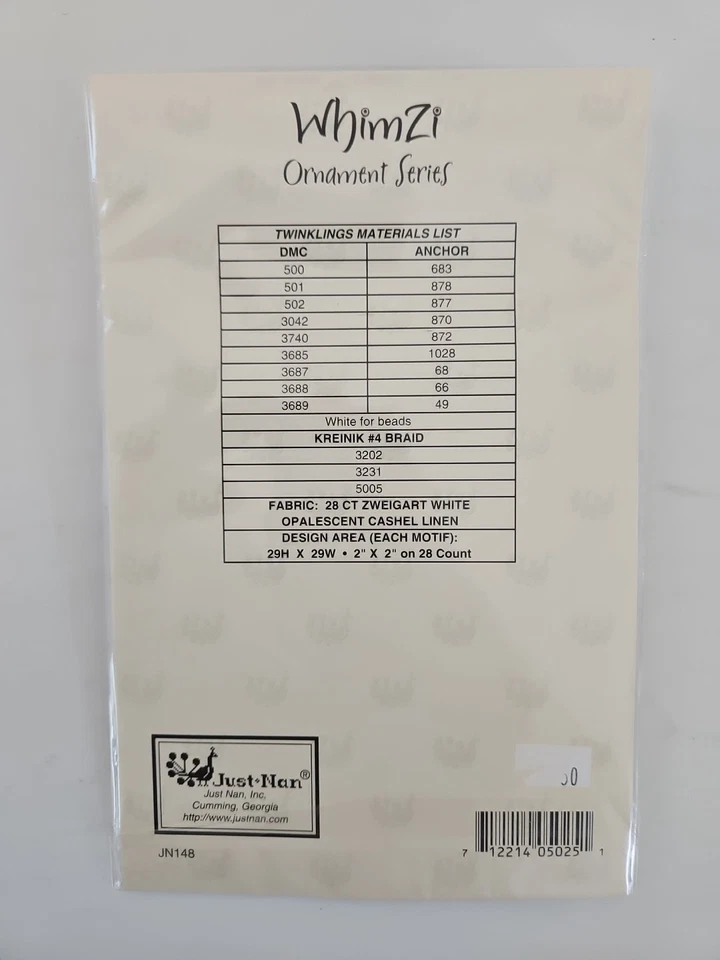 WhimZi
Ornament Series
TWINKLINGS MATERIALS LIST
DMC ANCHOR
500 683
501 878
502 877
3042 870
3740 872
3685 1028
3687 68
3688 66
3689 49
White for beads
KREINIK #4 BRAID
3202
3231
5005
FABRIC: 28 CT ZWEIGART WHITE
OPALESCENT CASHEL LINEN
DESIGN AREA (EACH MOTIF):
29H X 29W • 2" X 2" on 28 Count
Just•Nan®
Just Nan, Inc.
Cumming, Georgia
http://www.justnan.com
JN148
7 12214 05025 1